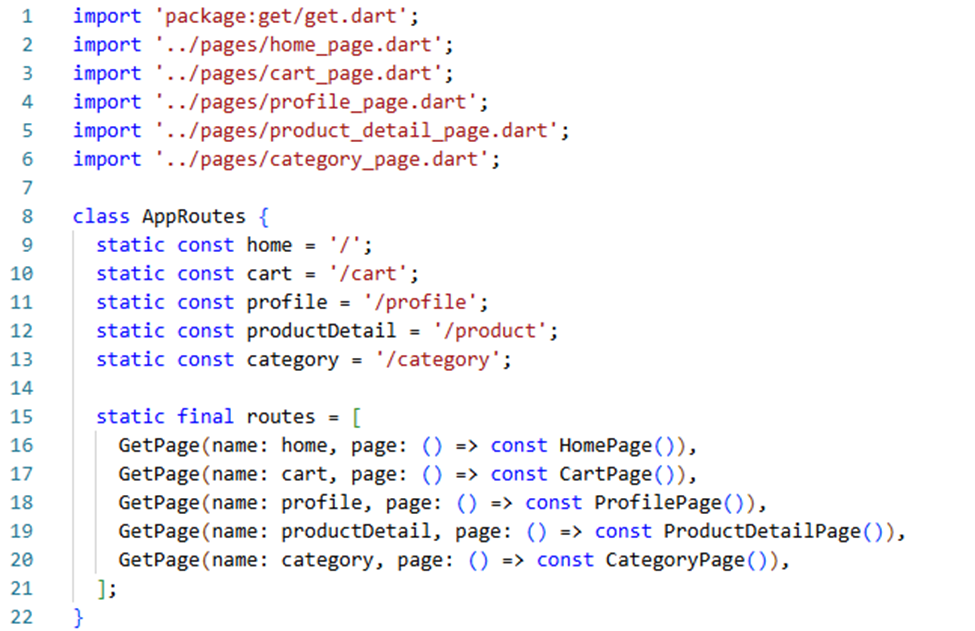 1 import 'package:get/get.dart';
2 import '../pages/home_page.dart';
3 import '../pages/cart_page.dart';
4 import '../pages/profile_page.dart';
5 import '../pages/product_detail_page.dart';
6 import '../pages/category_page.dart';
7
8 class AppRoutes {
9   static const home = '/';
10   static const cart = '/cart';
11   static const profile = '/profile';
12   static const productDetail = '/product';
13   static const category = '/category';
14
15   static final routes = [
16     GetPage(name: home, page: () => const HomePage()),
17     GetPage(name: cart, page: () => const CartPage()),
18     GetPage(name: profile, page: () => const ProfilePage()),
19     GetPage(name: productDetail, page: () => const ProductDetailPage()),
20     GetPage(name: category, page: () => const CategoryPage()),
21   ];
22 }